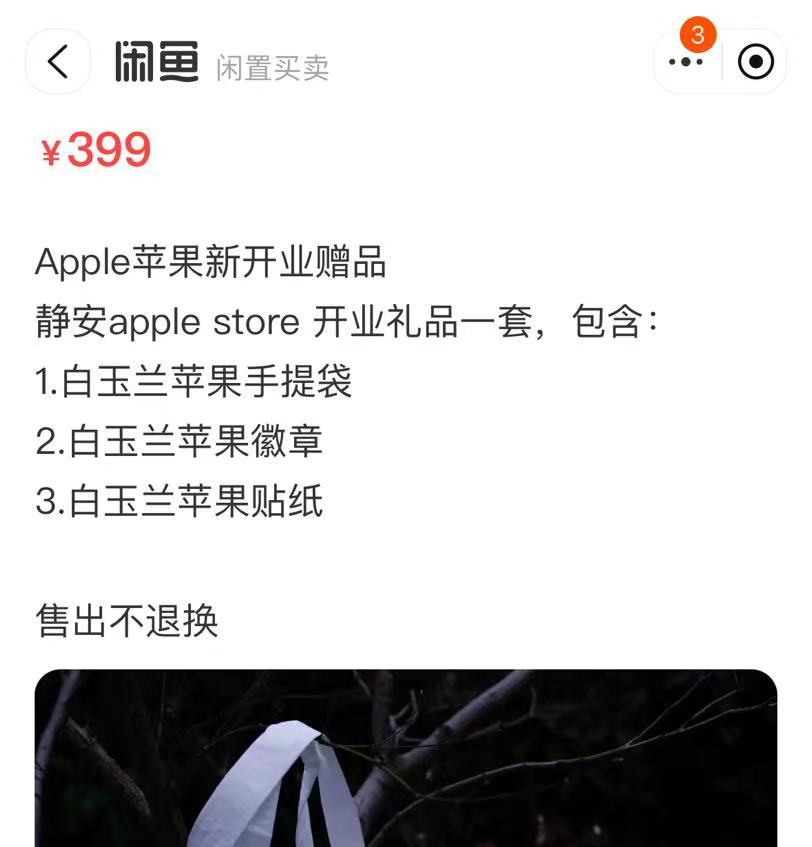 闲鱼 闲置买卖
3
¥399
Apple苹果新开业赠品
静安apple store 开业礼品一套，包含：
1.白玉兰苹果手提袋
2.白玉兰苹果徽章
3.白玉兰苹果贴纸
售出不退换